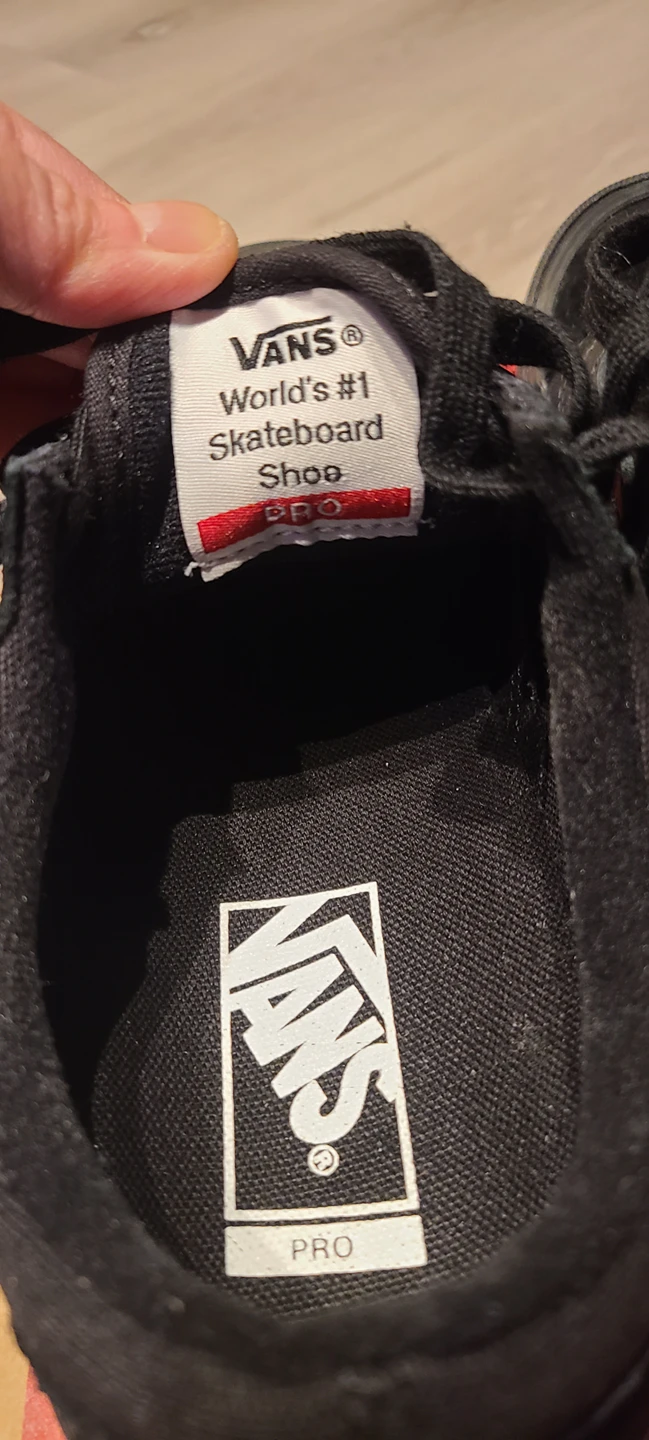 VANS®
World's #1
Skateboard
Shoe
PRO
VANS
®
PRO